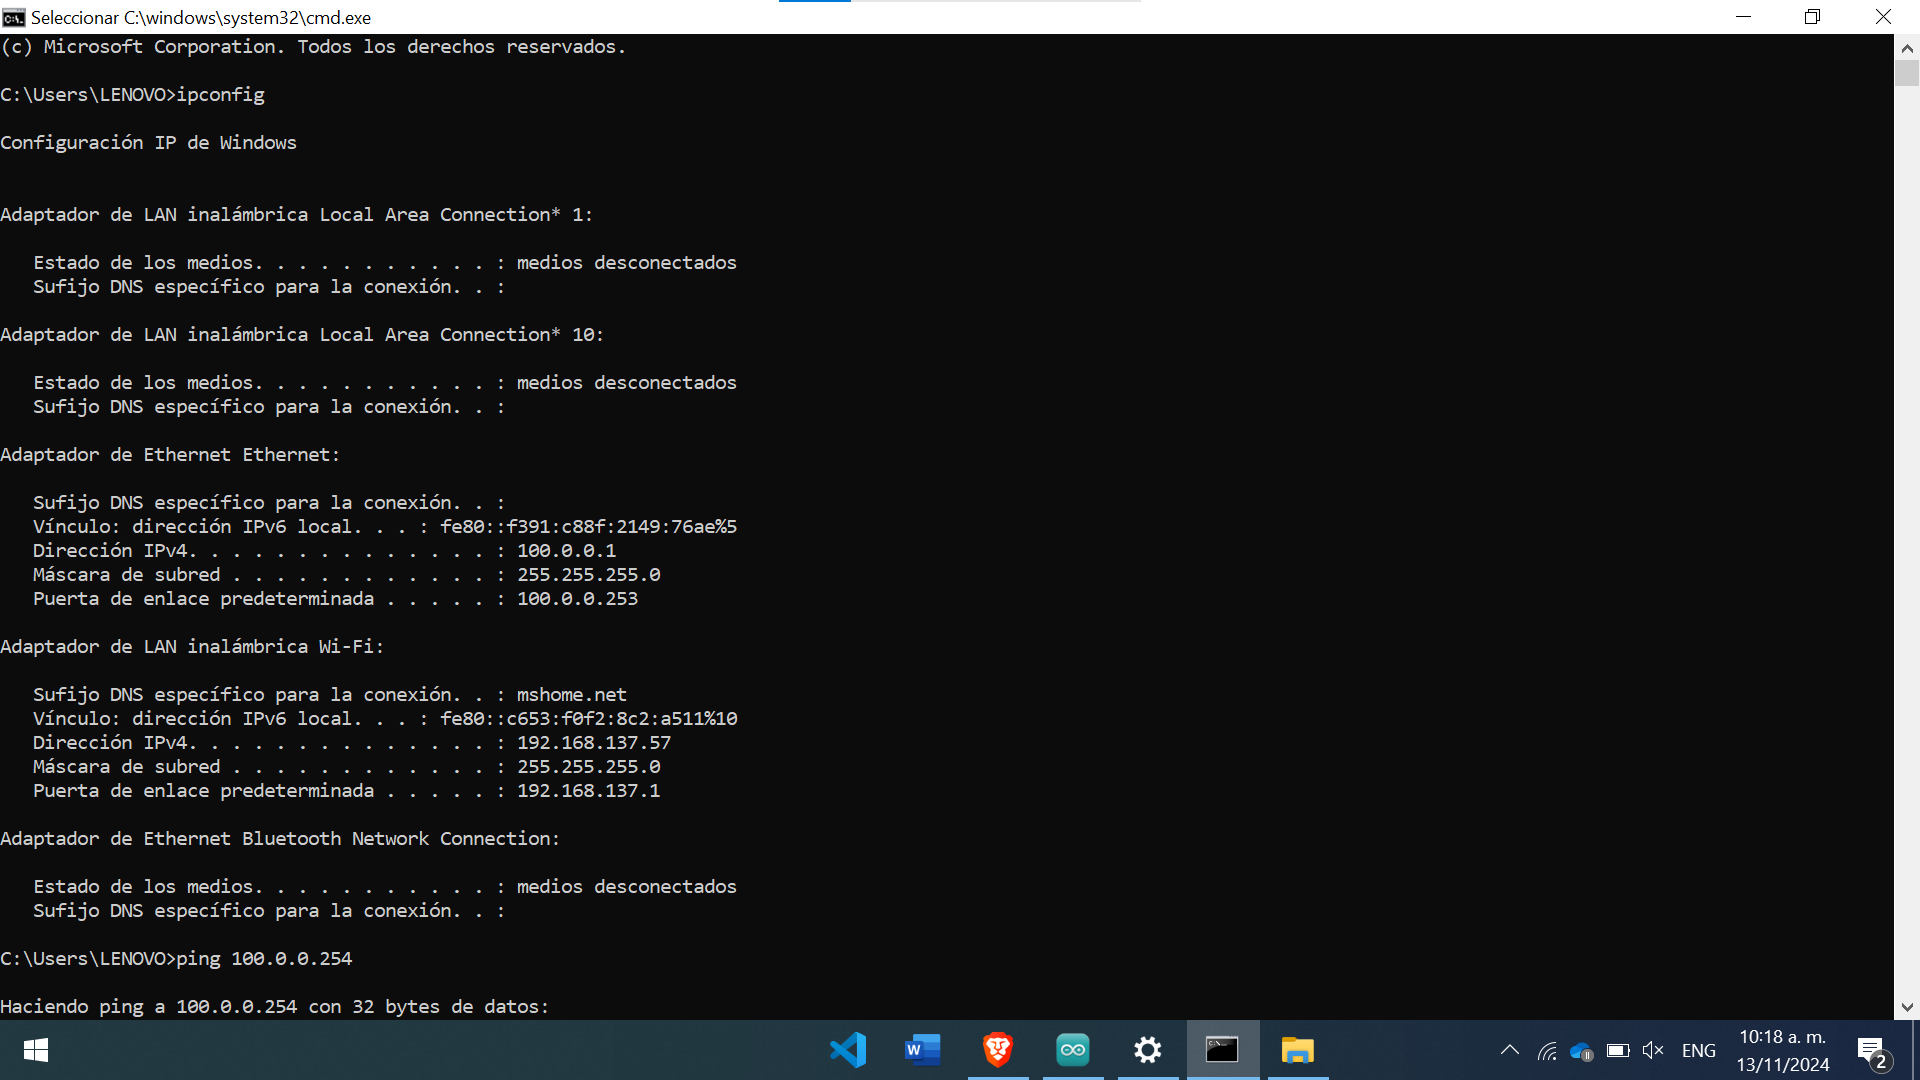 Seleccionar C:\windows\system32\cmd.exe
(c) Microsoft Corporation. Todos los derechos reservados.
C:\Users\LENOVO>ipconfig
Configuración IP de Windows
Adaptador de LAN inalámbrica Local Area Connection* 1:
Estado de los medios. . . . . . . . . . . : medios desconectados
Sufijo DNS específico para la conexión. . :
Adaptador de LAN inalámbrica Local Area Connection* 10:
Estado de los medios. . . . . . . . . . . : medios desconectados
Sufijo DNS específico para la conexión. . :
Adaptador de Ethernet Ethernet:
Sufijo DNS específico para la conexión. . :
Vínculo: dirección IPv6 local. . . : fe80::f391:c88f:2149:76ae%5
Dirección IPv4. . . . . . . . . . . . . . : 100.0.0.1
Máscara de subred . . . . . . . . . . . . : 255.255.255.0
Puerta de enlace predeterminada . . . . . : 100.0.0.253
Adaptador de LAN inalámbrica Wi-Fi:
Sufijo DNS específico para la conexión. . : mshome.net
Vínculo: dirección IPv6 local. . . : fe80::c653:f0f2:8c2:a511%10
Dirección IPv4. . . . . . . . . . . . . . : 192.168.137.57
Máscara de subred . . . . . . . . . . . . : 255.255.255.0
Puerta de enlace predeterminada . . . . . : 192.168.137.1
Adaptador de Ethernet Bluetooth Network Connection:
Estado de los medios. . . . . . . . . . . : medios desconectados
Sufijo DNS específico para la conexión. . :
C:\Users\LENOVO>ping 100.0.0.254
Haciendo ping a 100.0.0.254 con 32 bytes de datos:
ENG
10:18 a. m.
13/11/2024
2